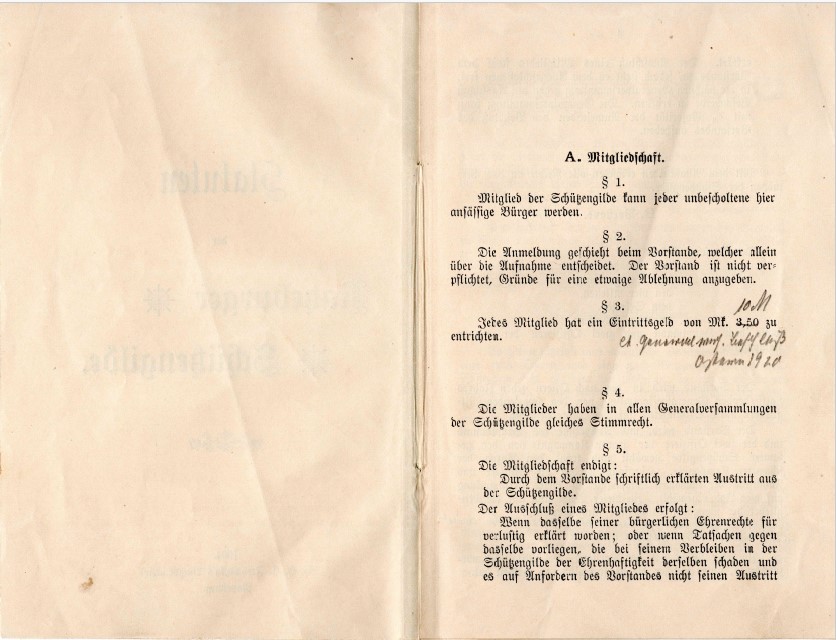 A. Mitgliedschaft.
§ 1.
Mitglied der Schützengilde kann jeder unbescholtene hier
ansässige Bürger werden.
§ 2.
Die Anmeldung geschieht beim Vorstande, welcher allein
über die Aufnahme entscheidet. Der Vorstand ist nicht ver-
pflichtet, Gründe für eine etwaige Ablehnung anzugeben.
§ 3.
10 M
Jedes Mitglied hat ein Eintrittsgeld von Mk. 3,50 zu
entrichten.
Ostern 1920
§ 4.
Die Mitglieder haben in allen Generalversammlungen
der Schützengilde gleiches Stimmrecht.
§ 5.
Die Mitgliedschaft endigt:
Durch dem Vorstande schriftlich erklärten Austritt aus
der Schützengilde.
Der Ausschluß eines Mitgliedes erfolgt:
Wenn dasselbe seiner bürgerlichen Ehrenrechte für
verlustig erklärt worden; oder wenn Tatsachen gegen
dasselbe vorliegen, die bei seinem Verbleiben in der
Schützengilde der Ehrenhaftigkeit derselben schaden und
es auf Anfordern des Vorstandes nicht seinen Austritt